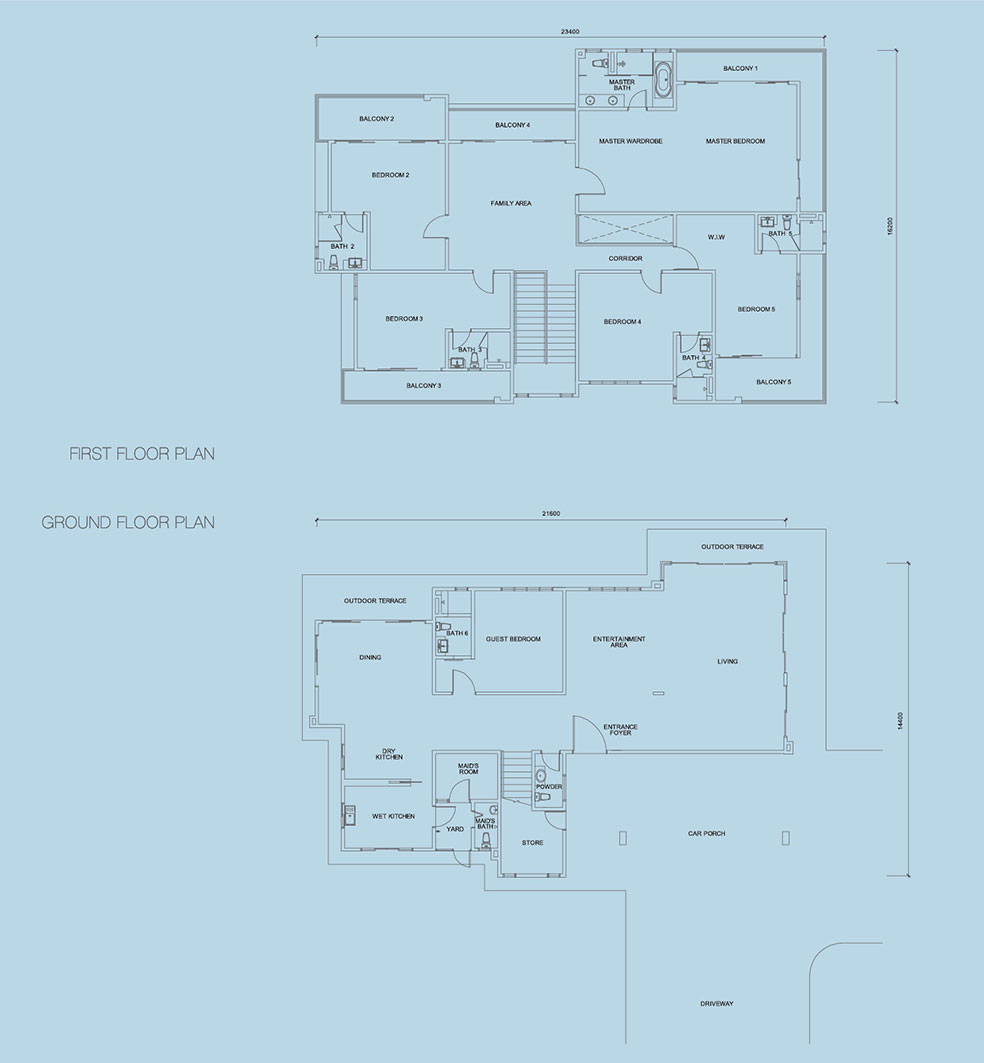 23400
BALCONY 1
MASTER
BATH
BALCONY 2
BALCONY 4
MASTER WARDROBE
MASTER BEDROOM
BEDROOM 2
FAMILY AREA
16200
W.I.W
BATH 5
BATH 2
CORRIDOR
BEDROOM 3
BEDROOM 4
BEDROOM 5
BATH 3
BATH 4
BALCONY 3
BALCONY 5
FIRST FLOOR PLAN
GROUND FLOOR PLAN
21600
OUTDOOR TERRACE
OUTDOOR TERRACE
BATH 6
GUEST BEDROOM
ENTERTAINMENT
AREA
DINING
LIVING
14400
ENTRANCE
FOYER
DRY
KITCHEN
MAID'S
ROOM
POWDER
WET KITCHEN
YARD
MAID'S
BATH
STORE
CAR PORCH
DRIVEWAY